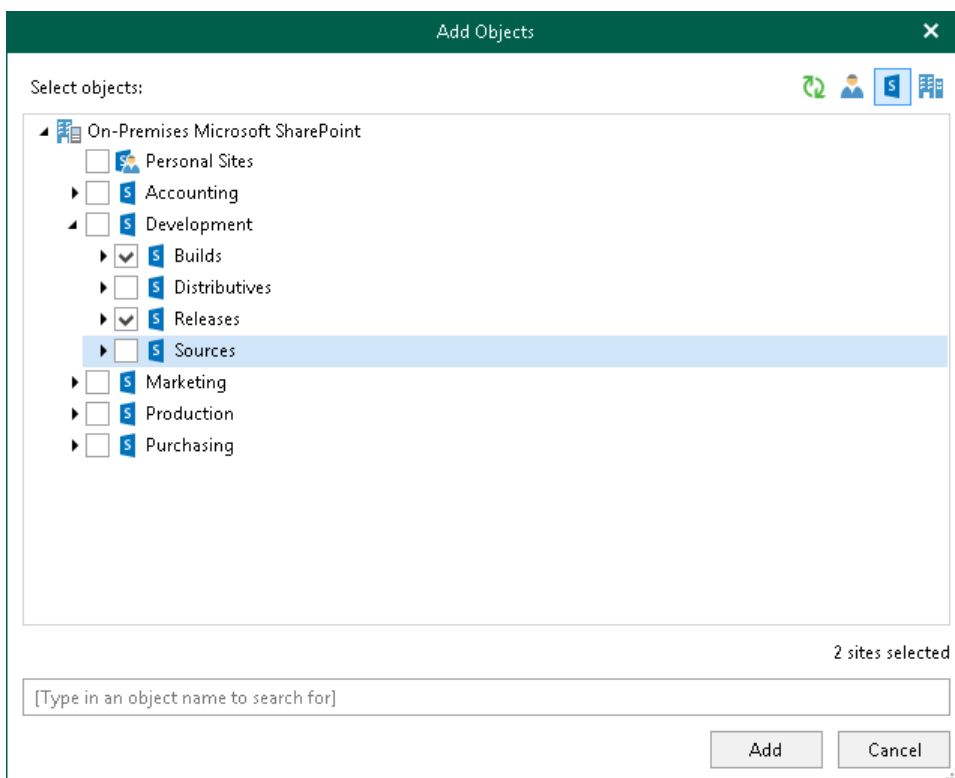 Add Objects
Select objects:
On-Premises Microsoft SharePoint
Personal Sites
Accounting
Development
Builds
Distributives
Releases
Sources
Marketing
Production
Purchasing
2 sites selected
[Type in an object name to search for]
Add Cancel